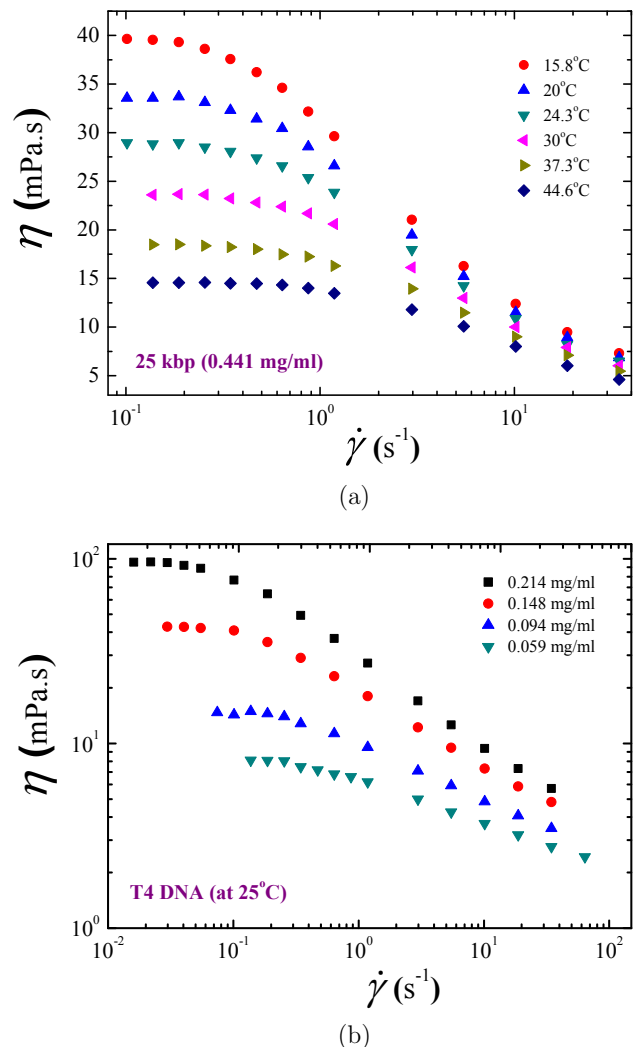 (a)
η (mPa.s)
40
35
30
25
20
15
10
5
15.8°C
20°C
24.3°C
30°C
37.3°C
44.6°C
25 kbp (0.441 mg/ml)
10⁻¹ 10⁰ 10¹
γ̇ (s⁻¹)
(a)
η (mPa.s)
10²
10¹
10⁰
0.214 mg/ml
0.148 mg/ml
0.094 mg/ml
0.059 mg/ml
T4 DNA (at 25°C)
10⁻² 10⁻¹ 10⁰ 10¹ 10²
γ̇ (s⁻¹)
(b)